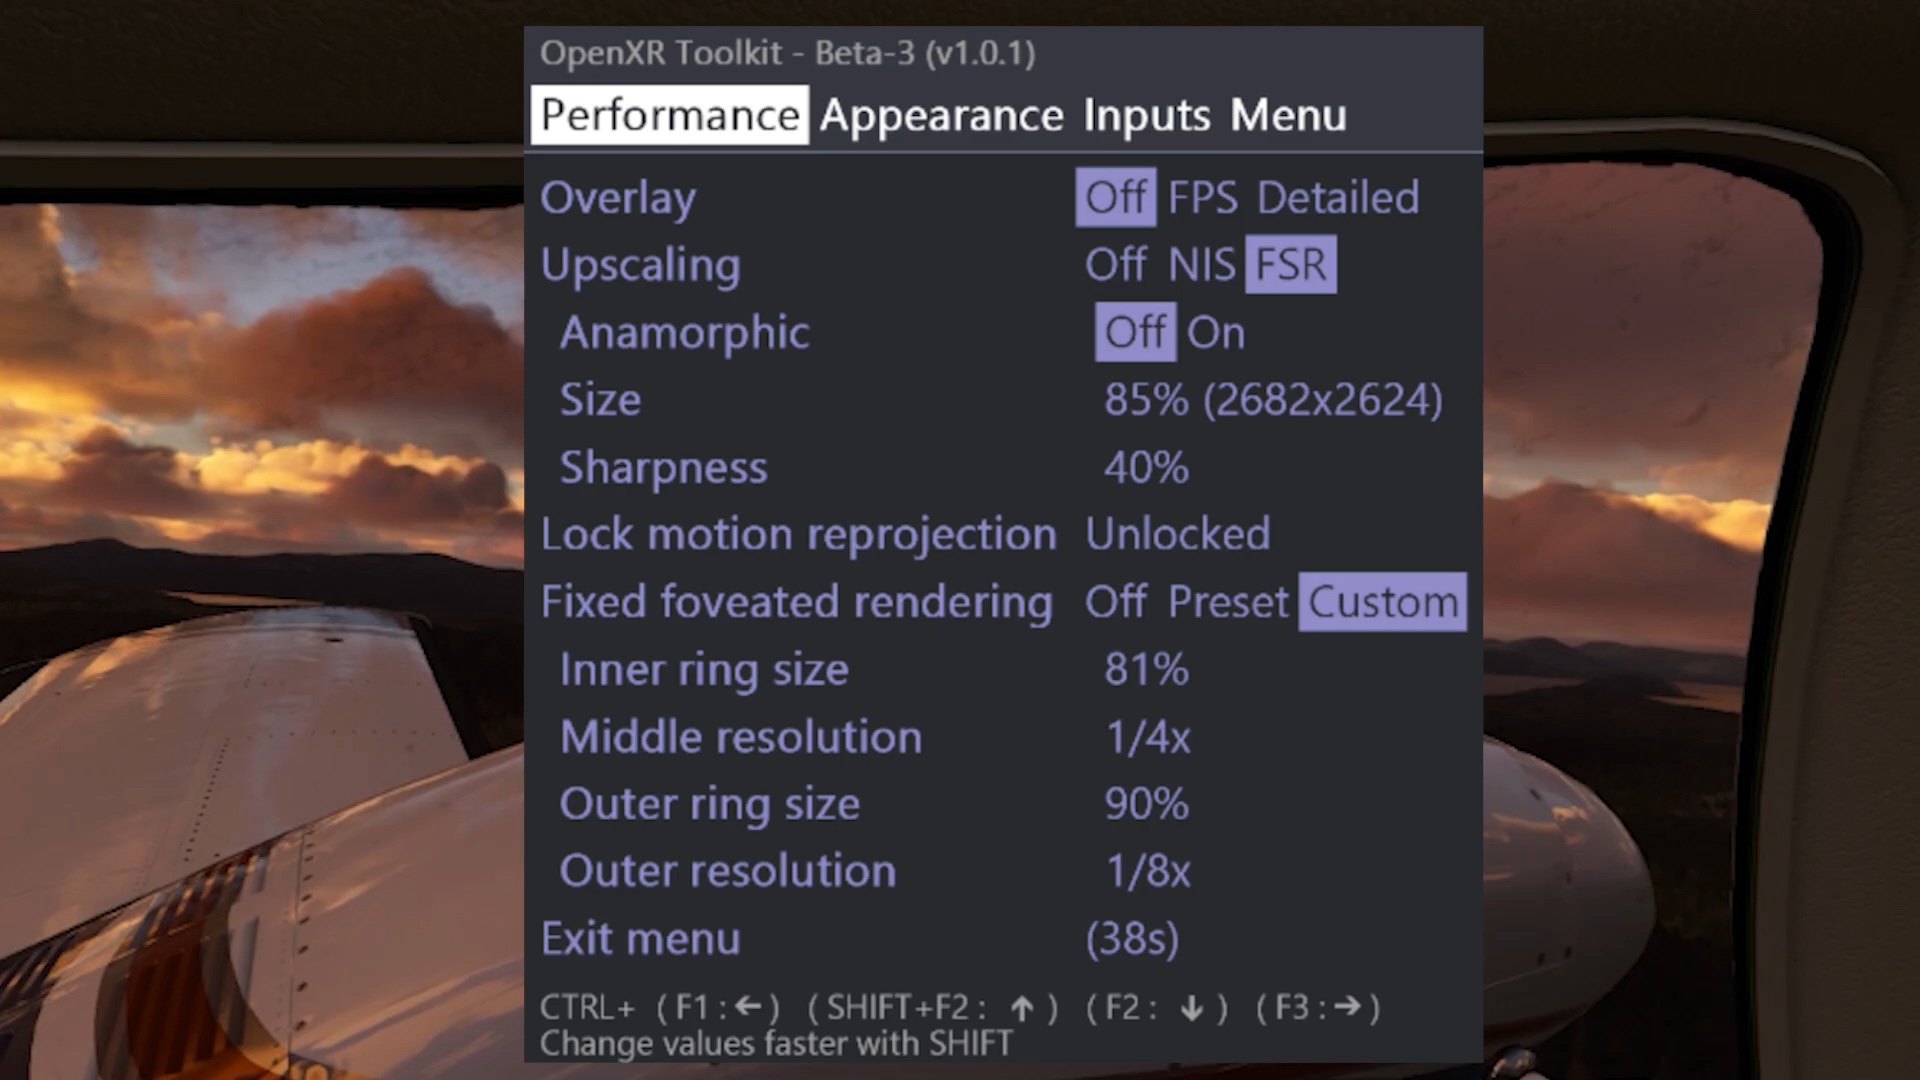 OpenXR Toolkit - Beta-3 (v1.0.1)
Performance Appearance Inputs Menu
Overlay Off FPS Detailed
Upscaling Off NIS FSR
Anamorphic Off On
Size 85% (2682x2624)
Sharpness 40%
Lock motion reprojection Unlocked
Fixed foveated rendering Off Preset Custom
Inner ring size 81%
Middle resolution 1/4x
Outer ring size 90%
Outer resolution 1/8x
Exit menu (38s)
CTRL+ (F1:←) (SHIFT+F2: ↑) (F2: ↓) (F3:→)
Change values faster with SHIFT